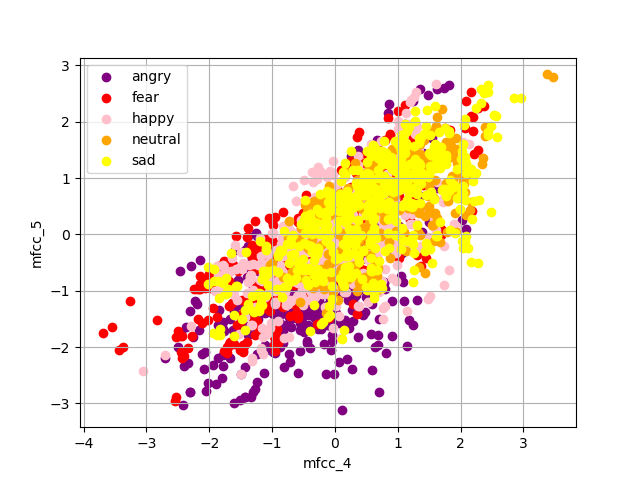 3
2
1
0
−1
−2
−3
mfcc_5
angry
fear
happy
neutral
sad
−4 −3 −2 −1 0 1 2 3
mfcc_4